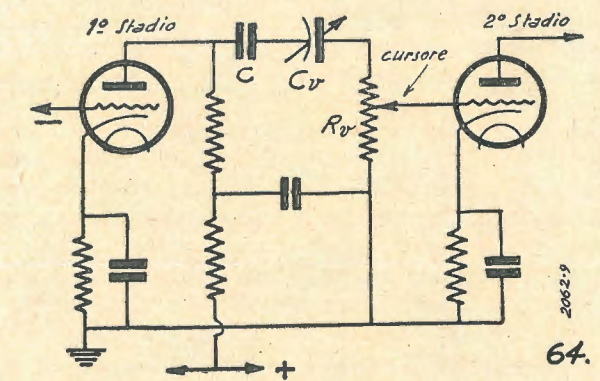 1º stadio
2º stadio
C
Cv
cursore
Rv
−
+
2062-9
64.